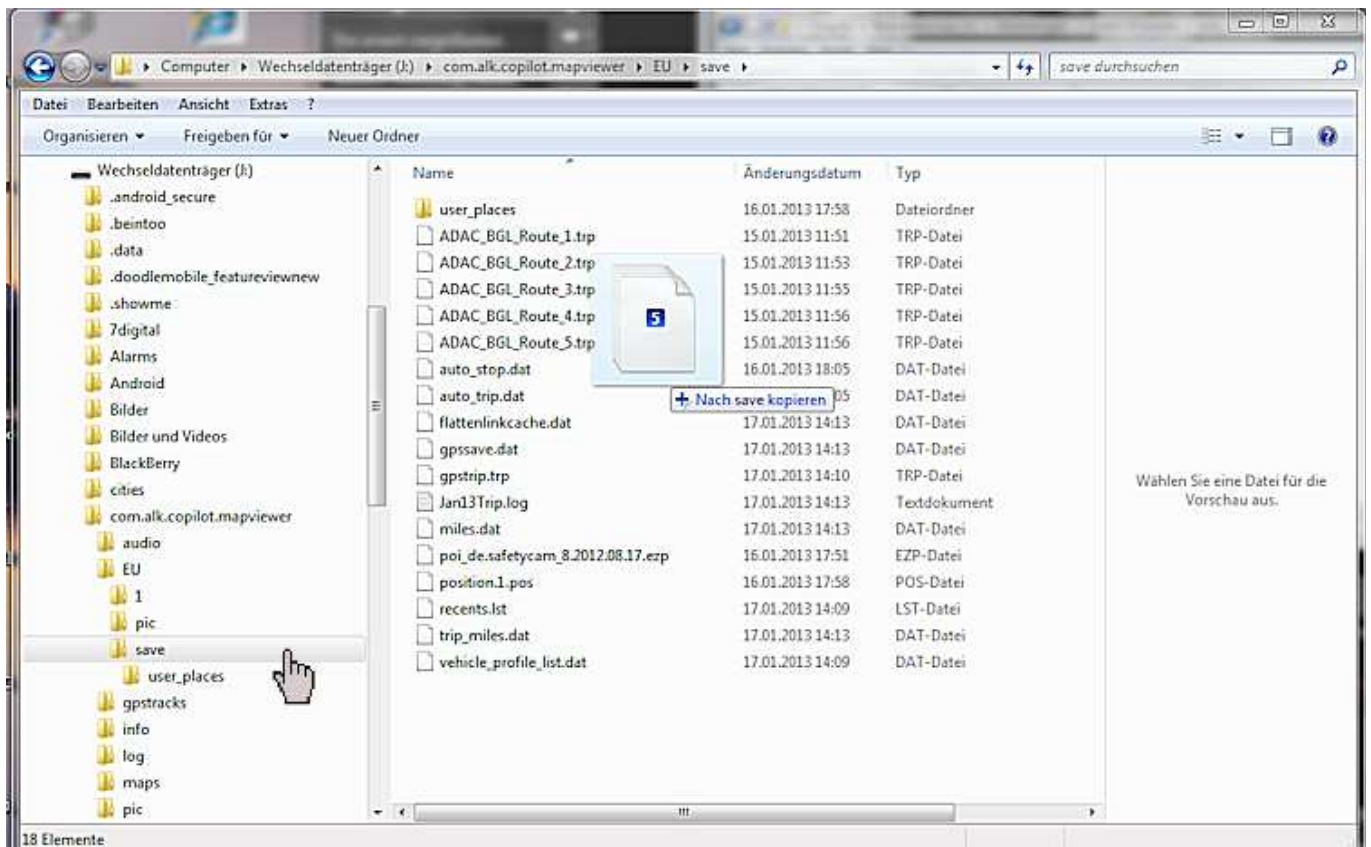 Computer ▸ Wechseldatenträger (J:) ▸ com.alk.copilot.mapviewer ▸ EU ▸ save ▸
save durchsuchen
Datei Bearbeiten Ansicht Extras ?
Organisieren Freigeben für Neuer Ordner
Wechseldatenträger (J:)
.android_secure
.beintoo
.data
.doodlemobile_featureviewnew
.showme
7digital
Alarms
Android
Bilder
Bilder und Videos
BlackBerry
cities
com.alk.copilot.mapviewer
audio
EU
1
pic
save
user_places
gpstracks
info
log
maps
pic
Name Änderungsdatum Typ
user_places 16.01.2013 17:58 Dateiordner
ADAC_BGL_Route_1.trp 15.01.2013 11:51 TRP-Datei
ADAC_BGL_Route_2.trp 15.01.2013 11:53 TRP-Datei
ADAC_BGL_Route_3.trp 15.01.2013 11:55 TRP-Datei
ADAC_BGL_Route_4.trp 15.01.2013 11:56 TRP-Datei
ADAC_BGL_Route_5.trp 15.01.2013 11:56 TRP-Datei
auto_stop.dat 16.01.2013 18:05 DAT-Datei
auto_trip.dat 05 DAT-Datei
flattenlinkcache.dat 17.01.2013 14:13 DAT-Datei
gpssave.dat 17.01.2013 14:13 DAT-Datei
gpstrip.trp 17.01.2013 14:10 TRP-Datei
Jan13Trip.log 17.01.2013 14:13 Textdokument
miles.dat 17.01.2013 14:13 DAT-Datei
poi_de.safetycam_8.2012.08.17.ezp 16.01.2013 17:51 EZP-Datei
position.1.pos 16.01.2013 17:58 POS-Datei
recents.lst 17.01.2013 14:09 LST-Datei
trip_miles.dat 17.01.2013 14:13 DAT-Datei
vehicle_profile_list.dat 17.01.2013 14:09 DAT-Datei
5
Nach save kopieren
Wählen Sie eine Datei für die
Vorschau aus.
18 Elemente